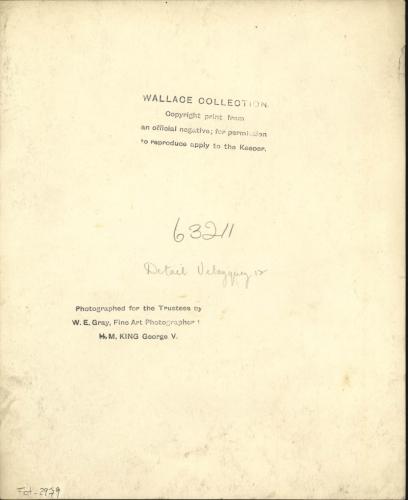 WALLACE COLLECTION.
Copyright print from
an official negative; for permission
to reproduce apply to the Keeper.
63211
Detail Velazquez 12
Photographed for the Trustees by
W. E. Gray, Fine Art Photographer t
H. M. KING George V.
Fot-2979